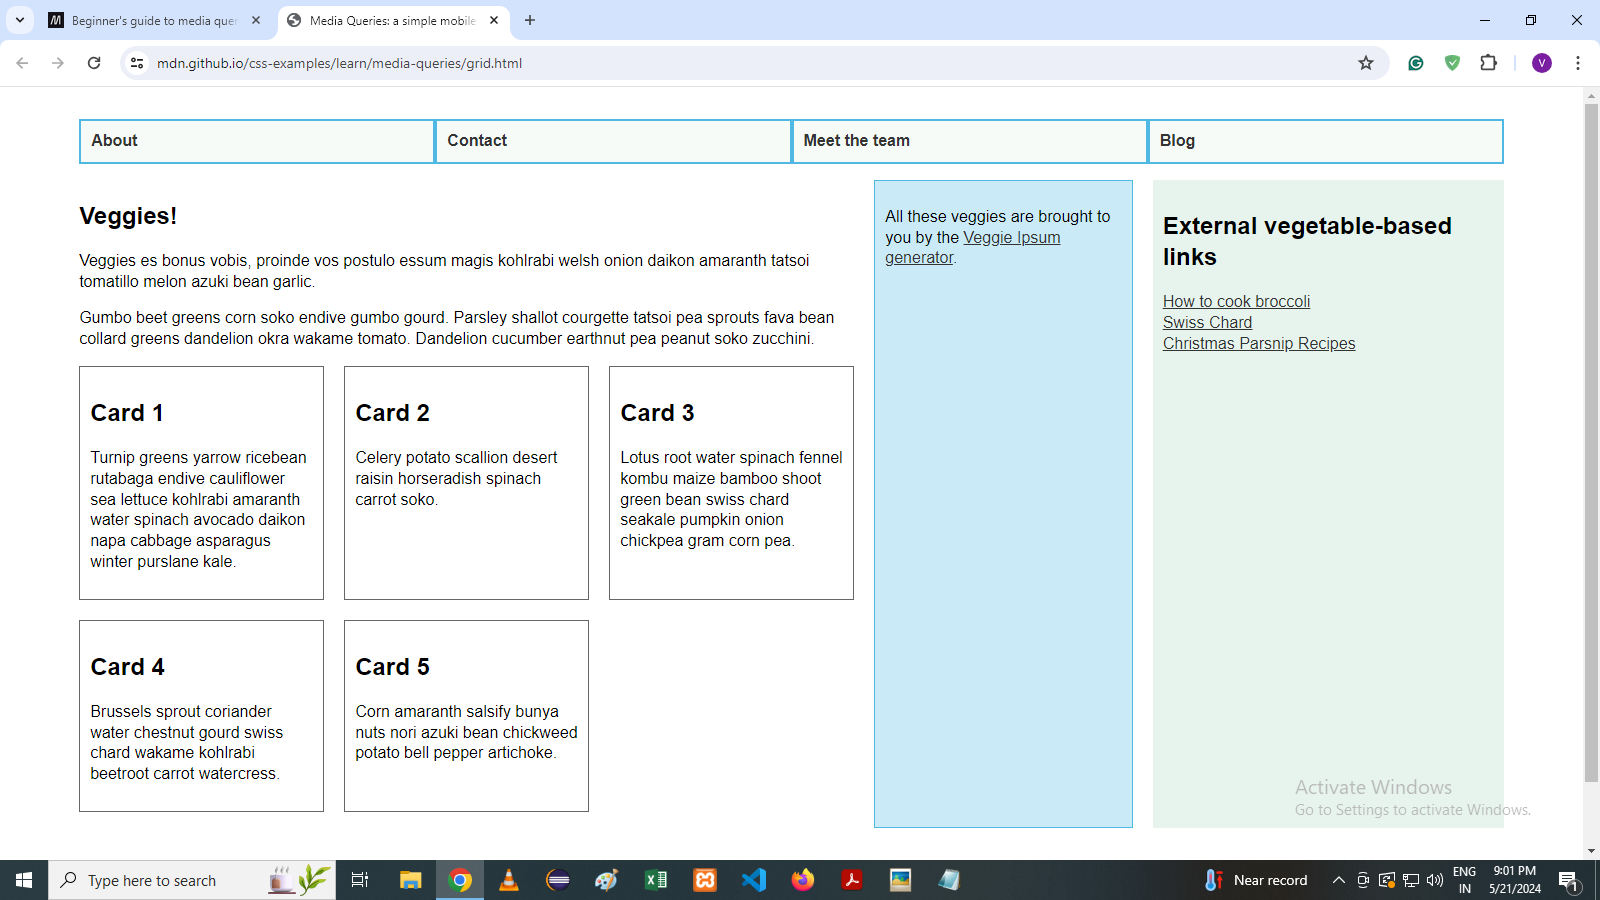 Beginner's guide to media que
Media Queries: a simple mobile
mdn.github.io/css-examples/learn/media-queries/grid.html
V
About
Contact
Meet the team
Blog
Veggies!
Veggies es bonus vobis, proinde vos postulo essum magis kohlrabi welsh onion daikon amaranth tatsoi
tomatillo melon azuki bean garlic.
Gumbo beet greens corn soko endive gumbo gourd. Parsley shallot courgette tatsoi pea sprouts fava bean
collard greens dandelion okra wakame tomato. Dandelion cucumber earthnut pea peanut soko zucchini.
Card 1
Turnip greens yarrow ricebean
rutabaga endive cauliflower
sea lettuce kohlrabi amaranth
water spinach avocado daikon
napa cabbage asparagus
winter purslane kale.
Card 2
Celery potato scallion desert
raisin horseradish spinach
carrot soko.
Card 3
Lotus root water spinach fennel
kombu maize bamboo shoot
green bean swiss chard
seakale pumpkin onion
chickpea gram corn pea.
Card 4
Brussels sprout coriander
water chestnut gourd swiss
chard wakame kohlrabi
beetroot carrot watercress.
Card 5
Corn amaranth salsify bunya
nuts nori azuki bean chickweed
potato bell pepper artichoke.
All these veggies are brought to
you by the Veggie Ipsum
generator.
External vegetable-based
links
How to cook broccoli
Swiss Chard
Christmas Parsnip Recipes
Activate Windows
Go to Settings to activate Windows.
Type here to search
Near record
ENG
IN
9:01 PM
5/21/2024
1